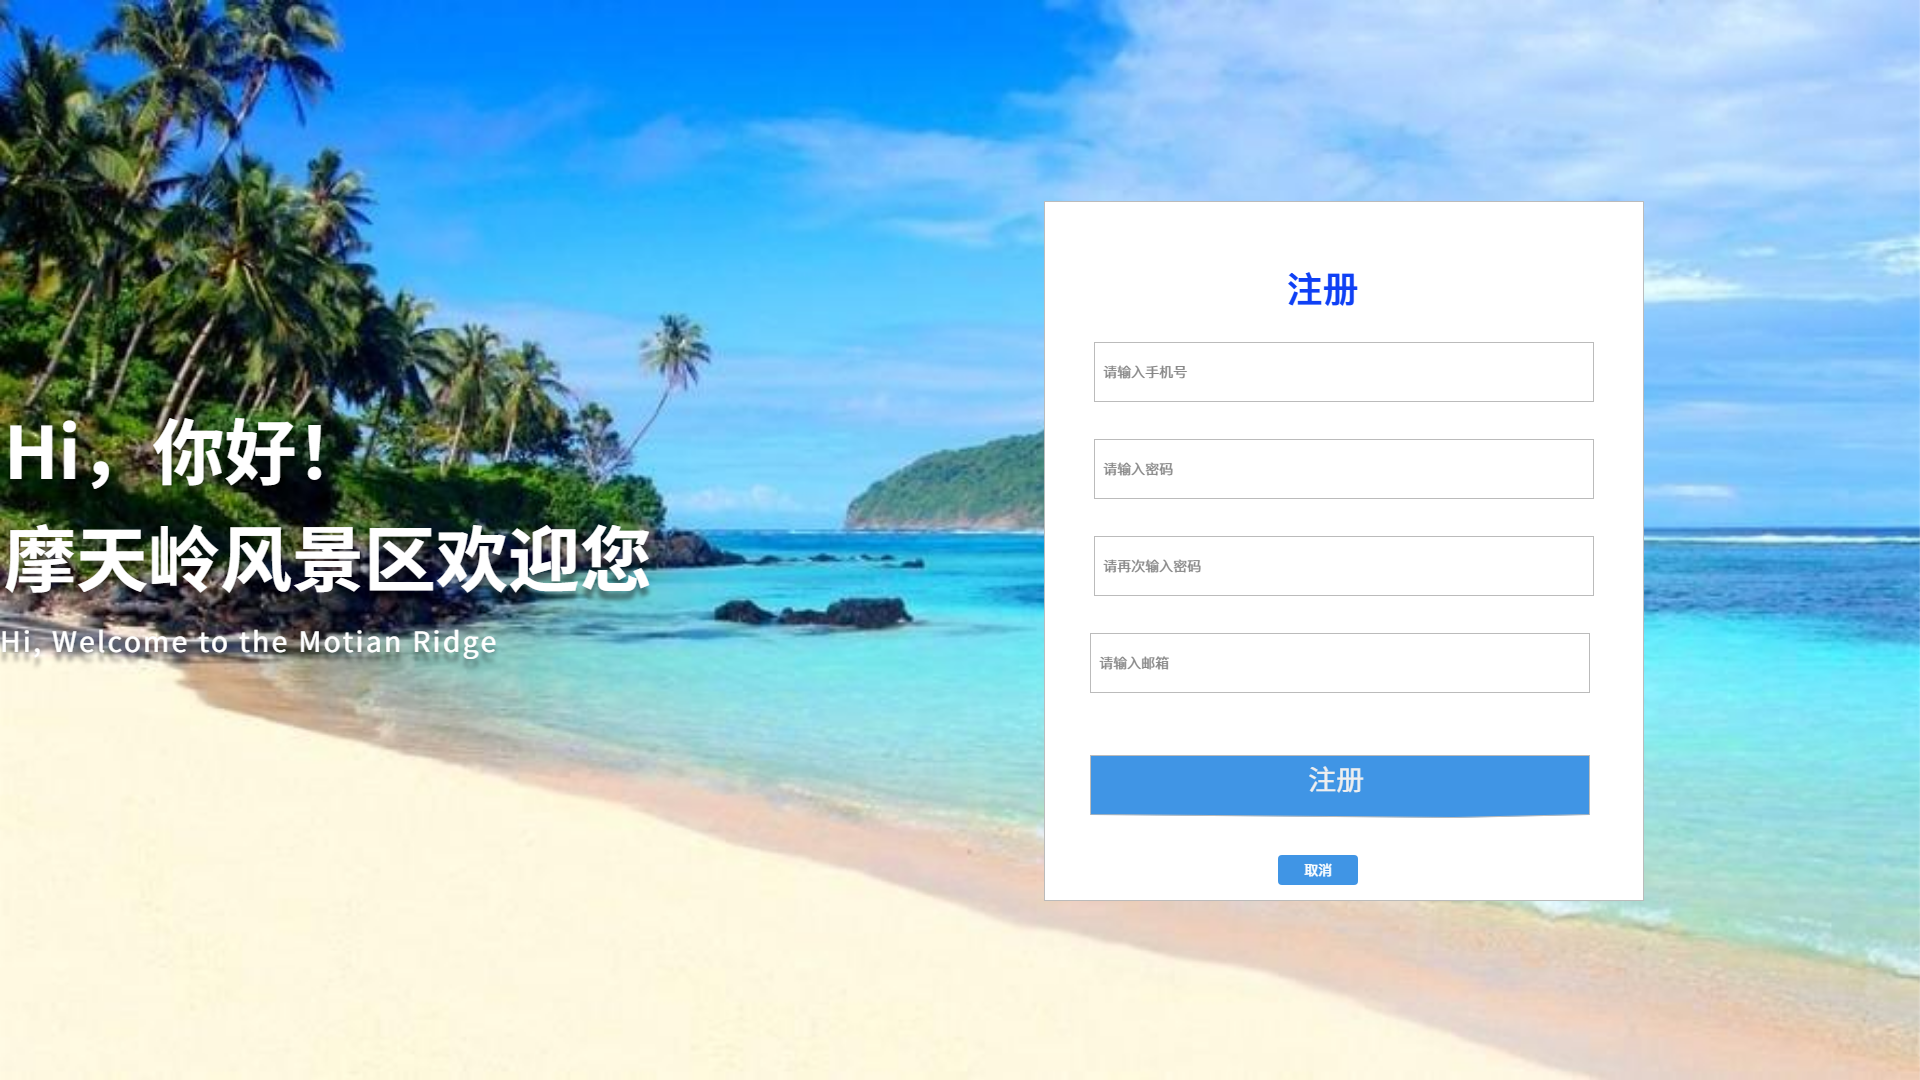 Hi，你好！
摩天岭风景区欢迎您
Hi, Welcome to the Motian Ridge
注册
请输入手机号
请输入密码
请再次输入密码
请输入邮箱
注册
取消